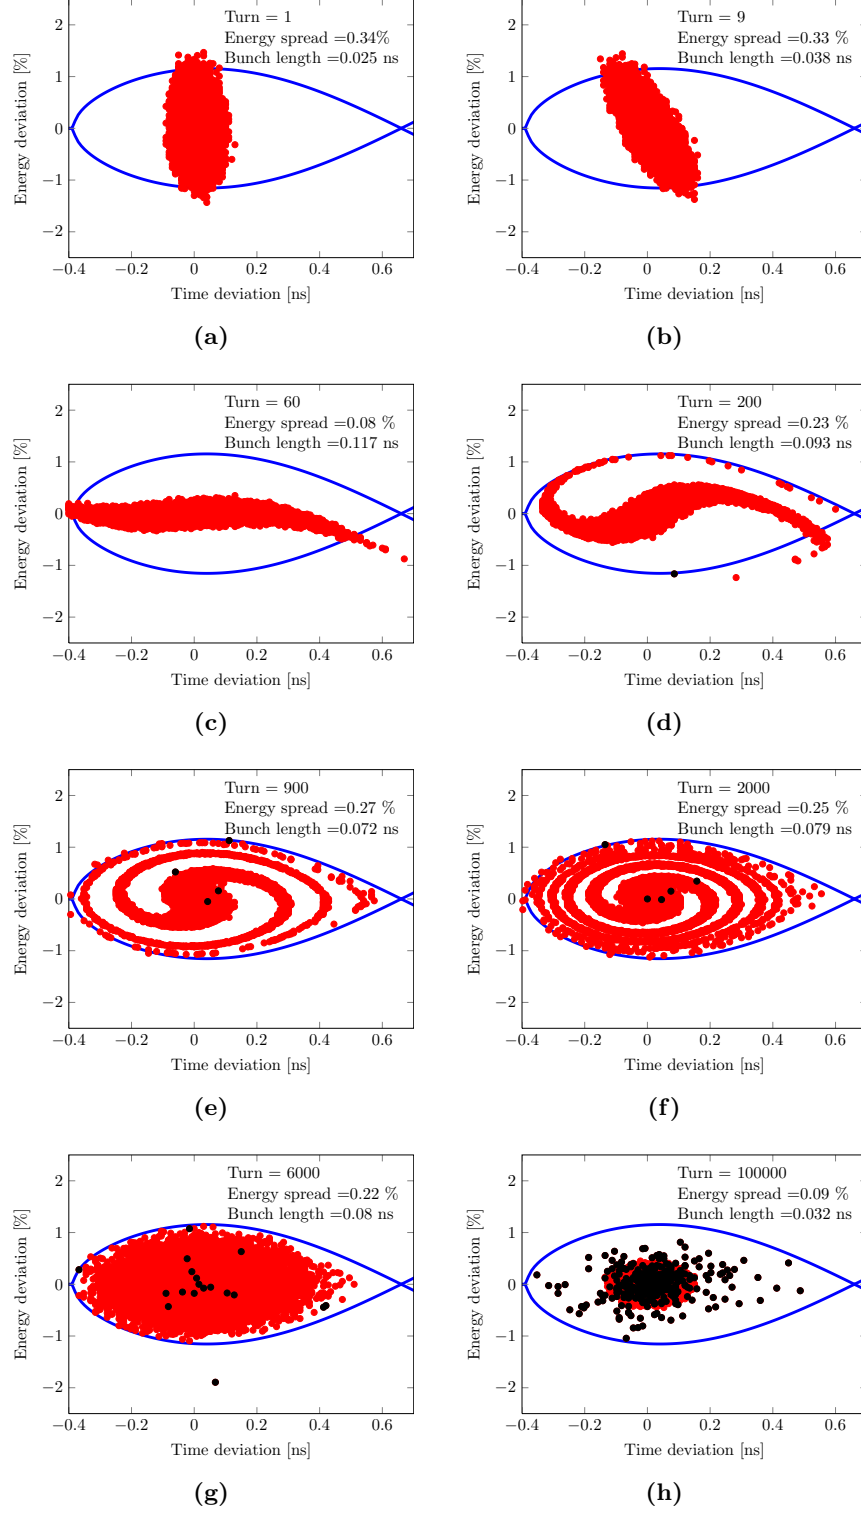 Turn = 1
Energy spread =0.34%
Bunch length =0.025 ns
2
1
0
−1
−2
−0.4 −0.2 0 0.2 0.4 0.6
Time deviation [ns]
Energy deviation [%]
(a)
Turn = 9
Energy spread =0.33 %
Bunch length =0.038 ns
2
1
0
−1
−2
−0.4 −0.2 0 0.2 0.4 0.6
Time deviation [ns]
Energy deviation [%]
(b)
Turn = 60
Energy spread =0.08 %
Bunch length =0.117 ns
2
1
0
−1
−2
−0.4 −0.2 0 0.2 0.4 0.6
Time deviation [ns]
Energy deviation [%]
(c)
Turn = 200
Energy spread =0.23 %
Bunch length =0.093 ns
2
1
0
−1
−2
−0.4 −0.2 0 0.2 0.4 0.6
Time deviation [ns]
Energy deviation [%]
(d)
Turn = 900
Energy spread =0.27 %
Bunch length =0.072 ns
2
1
0
−1
−2
−0.4 −0.2 0 0.2 0.4 0.6
Time deviation [ns]
Energy deviation [%]
(e)
Turn = 2000
Energy spread =0.25 %
Bunch length =0.079 ns
2
1
0
−1
−2
−0.4 −0.2 0 0.2 0.4 0.6
Time deviation [ns]
Energy deviation [%]
(f)
Turn = 6000
Energy spread =0.22 %
Bunch length =0.08 ns
2
1
0
−1
−2
−0.4 −0.2 0 0.2 0.4 0.6
Time deviation [ns]
Energy deviation [%]
(g)
Turn = 100000
Energy spread =0.09 %
Bunch length =0.032 ns
2
1
0
−1
−2
−0.4 −0.2 0 0.2 0.4 0.6
Time deviation [ns]
Energy deviation [%]
(h)